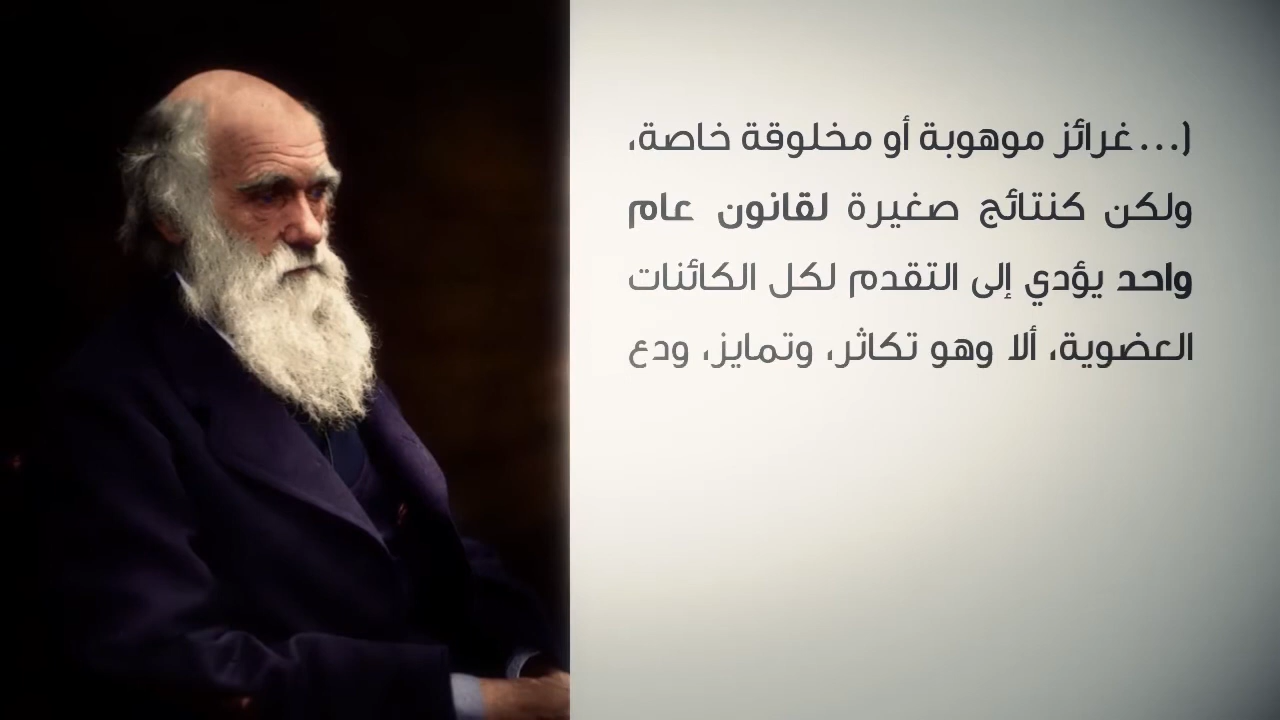 (...غرائز موهوبة أو مخلوقة خاصة،
ولكن كنتائج صغيرة لقانون عام
واحد يؤدي إلى التقدم لكل الكائنات
العضوية، ألا وهو تكاثر، وتمايز، ودع